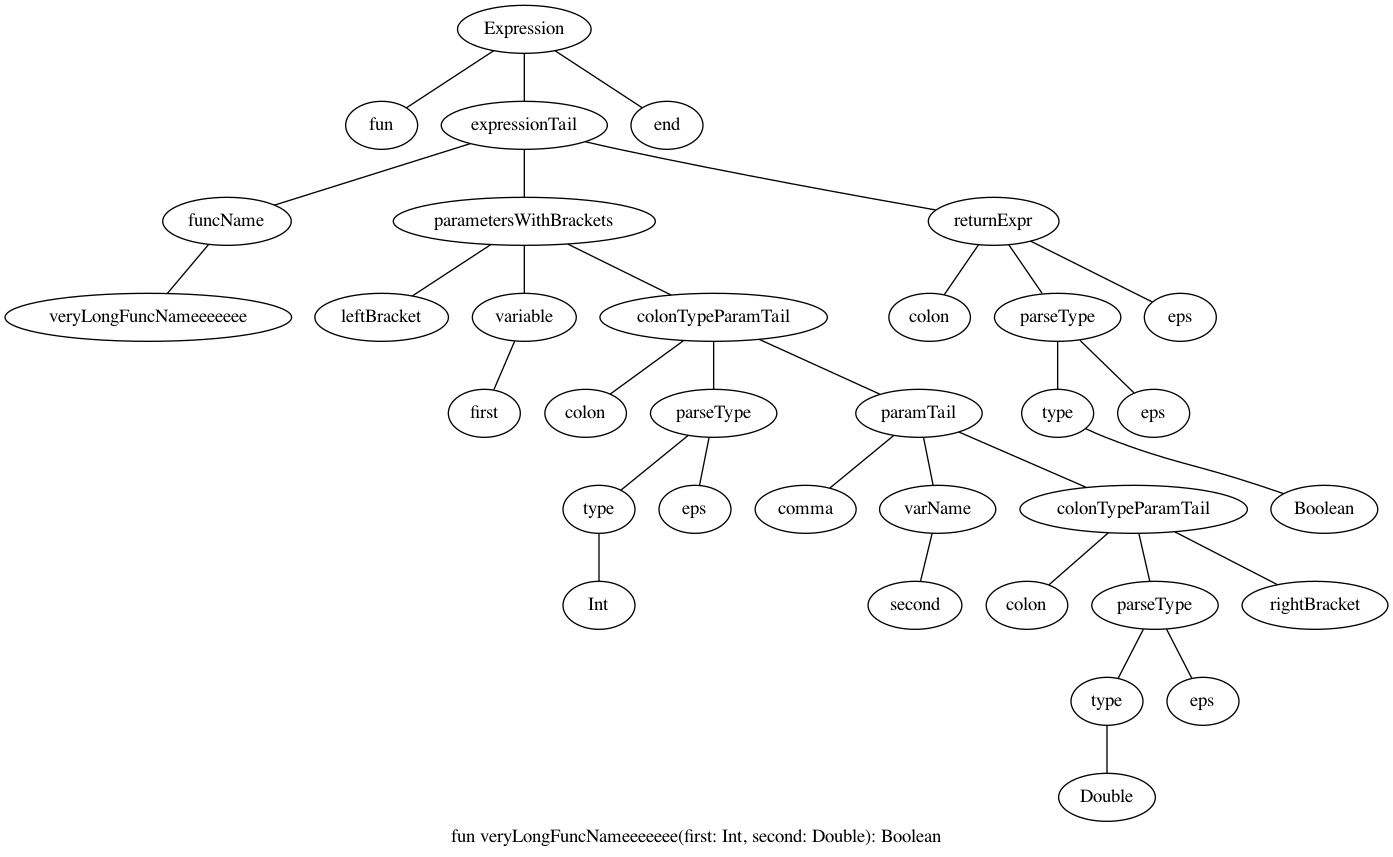 Expression
fun expressionTail end
funcName parametersWithBrackets returnExpr
veryLongFuncNameeeeeee leftBracket variable colonTypeParamTail colon parseType eps
first colon parseType paramTail type eps
type eps comma varName colonTypeParamTail Boolean
Int second colon parseType rightBracket
type eps
Double
fun veryLongFuncNameeeeeee(first: Int, second: Double): Boolean